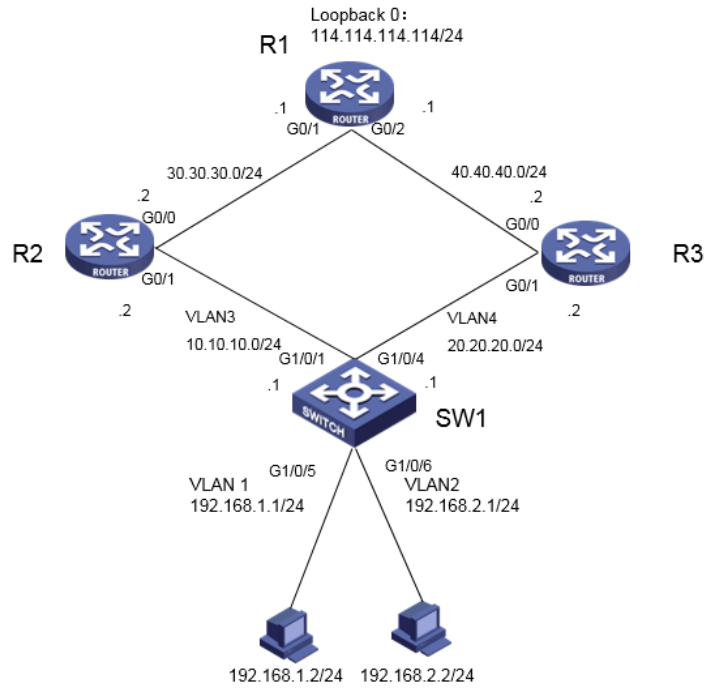 Loopback 0：
114.114.114.114/24
R1
.1
.1
ROUTER
G0/1
G0/2
30.30.30.0/24
40.40.40.0/24
.2
.2
G0/0
G0/0
R2
ROUTER
R3
ROUTER
G0/1
G0/1
.2
.2
VLAN3
VLAN4
10.10.10.0/24
20.20.20.0/24
G1/0/1
G1/0/4
.1
.1
SWITCH
SW1
G1/0/5
G1/0/6
VLAN 1
VLAN2
192.168.1.1/24
192.168.2.1/24
192.168.1.2/24
192.168.2.2/24